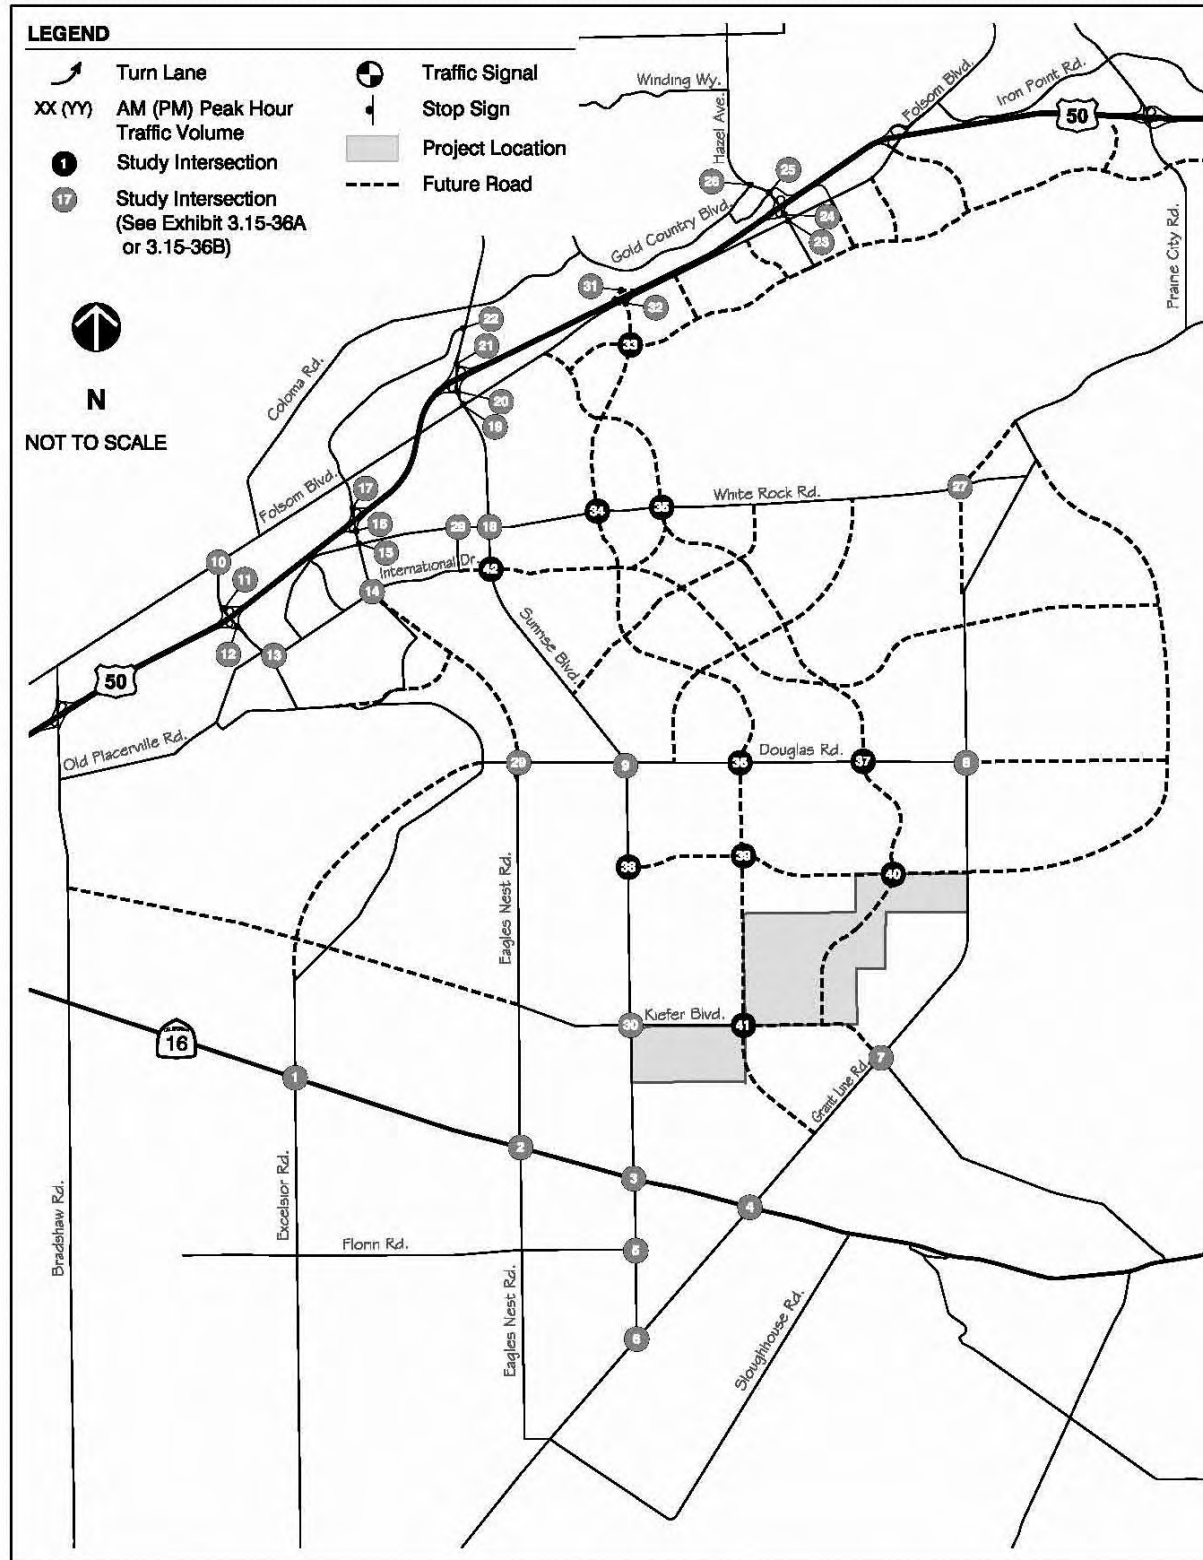 LEGEND
Turn Lane
XX (YY) AM (PM) Peak Hour
Traffic Volume
1 Study Intersection
17 Study Intersection
(See Exhibit 3.15-36A
or 3.15-36B)
Traffic Signal
Stop Sign
Project Location
Future Road
N
NOT TO SCALE
Winding Wy.
Hazel Ave.
Folsom Blvd.
Iron Point Rd.
50
26
25
24
23
Gold Country Blvd.
Prairie City Rd.
31
32
33
22
21
20
19
Coloma Rd.
Folsom Blvd.
17
16
15
28
18
34
35
White Rock Rd.
27
10
11
International Dr.
42
14
12
13
Sunrise Blvd.
50
Old Placerville Rd.
29
9
36
Douglas Rd.
37
8
38
39
40
Eagles Nest Rd.
30
Kiefer Blvd.
41
7
CALIFORNIA
16
1
Grant Line Rd.
2
3
4
Bradshaw Rd.
Excelsior Rd.
Florin Rd.
5
Eagles Nest Rd.
6
Sloughhouse Rd.